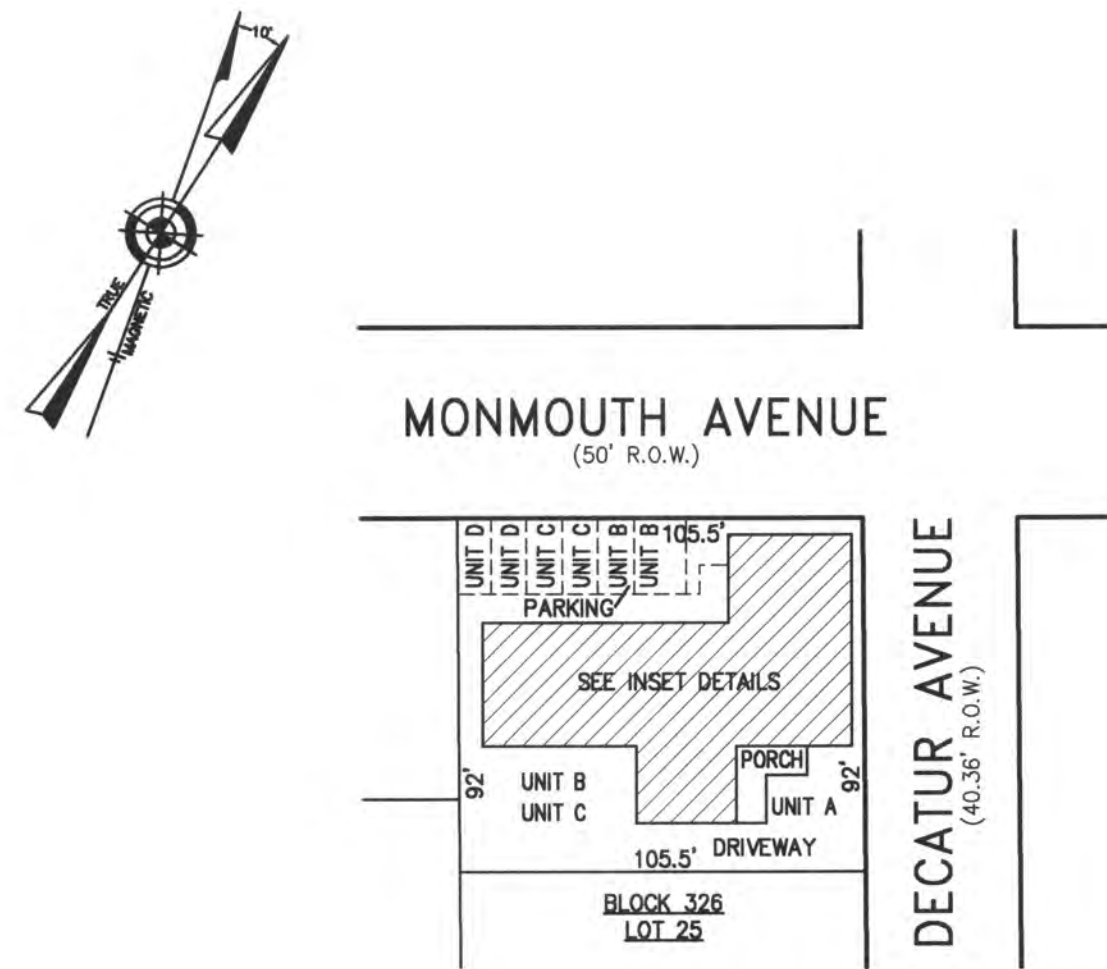 10'
TRUE
MAGNETIC
MONMOUTH AVENUE
(50' R.O.W.)
UNIT D
UNIT D
UNIT C
UNIT C
UNIT B
UNIT B
105.5'
PARKING
SEE INSET DETAILS
PORCH
92'
UNIT B
UNIT C
UNIT A
92'
DRIVEWAY
105.5'
BLOCK 326
LOT 25
DECATUR AVENUE
(40.36' R.O.W.)